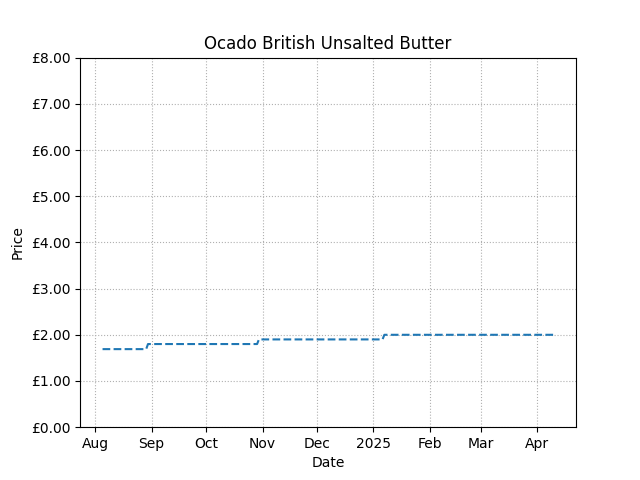 Ocado British Unsalted Butter
£8.00
£7.00
£6.00
£5.00
£4.00
£3.00
£2.00
£1.00
£0.00
Price
Aug Sep Oct Nov Dec 2025 Feb Mar Apr
Date